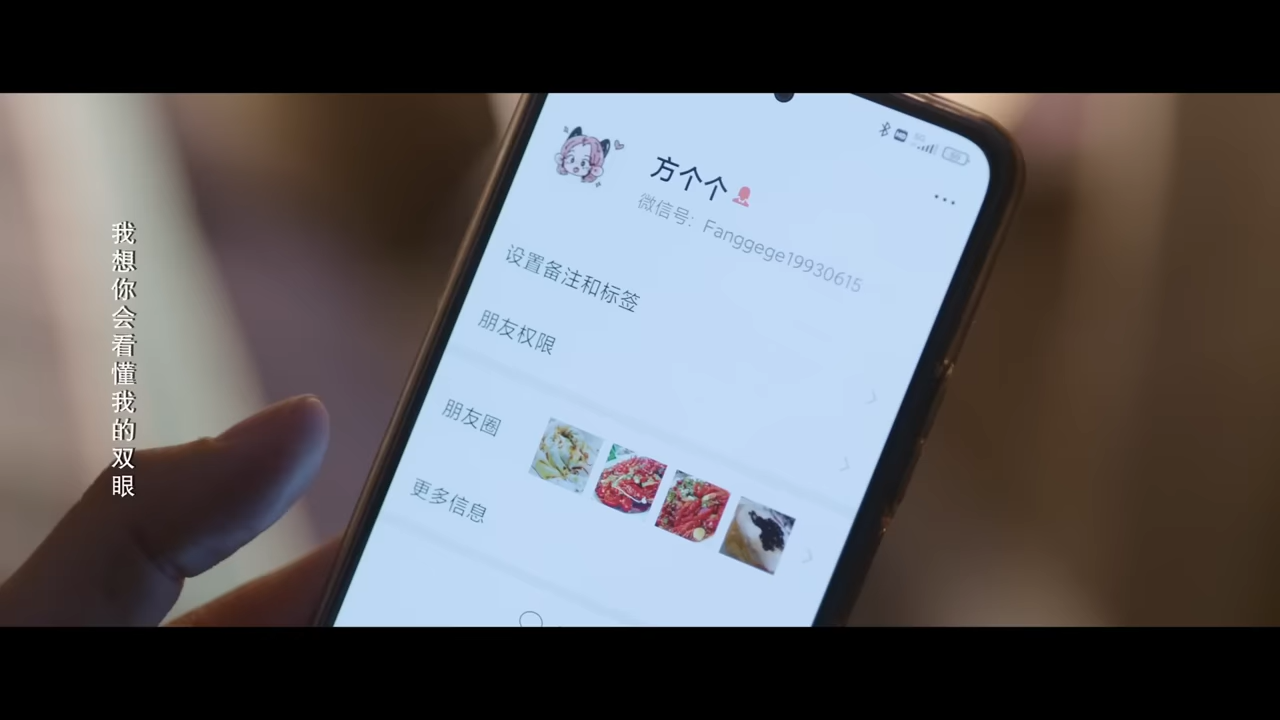 我想你会看懂我的双眼
方个个
微信号：Fanggege19930615
设置备注和标签
朋友权限
朋友圈
更多信息